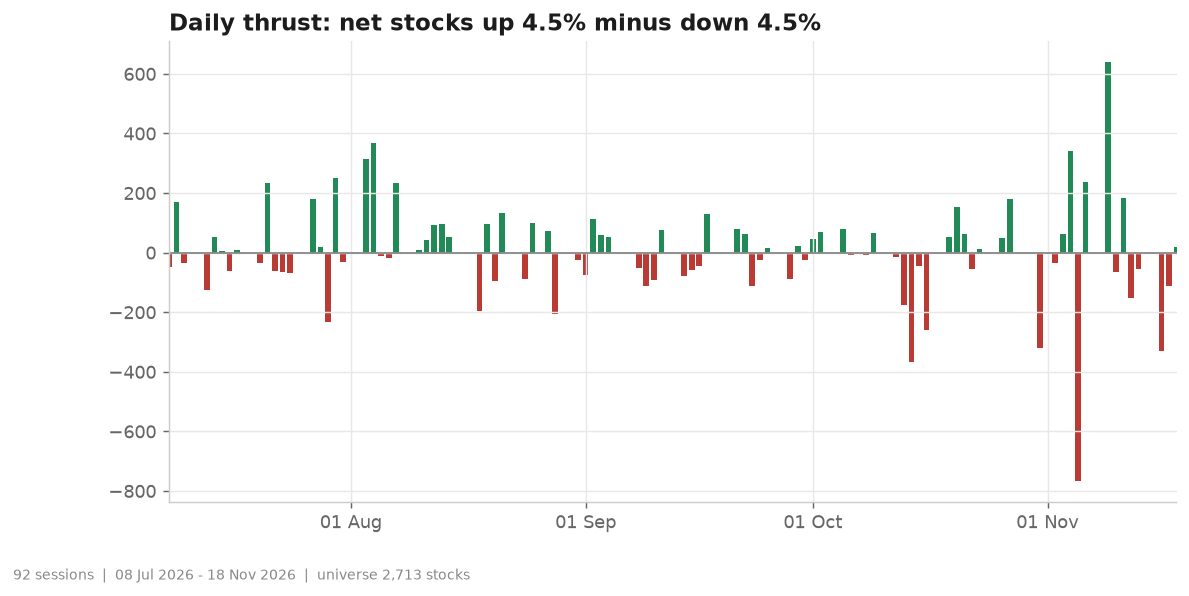 Daily thrust: net stocks up 4.5% minus down 4.5%
600
400
200
0
−200
−400
−600
−800
01 Aug 01 Sep 01 Oct 01 Nov
92 sessions | 08 Jul 2026 - 18 Nov 2026 | universe 2,713 stocks